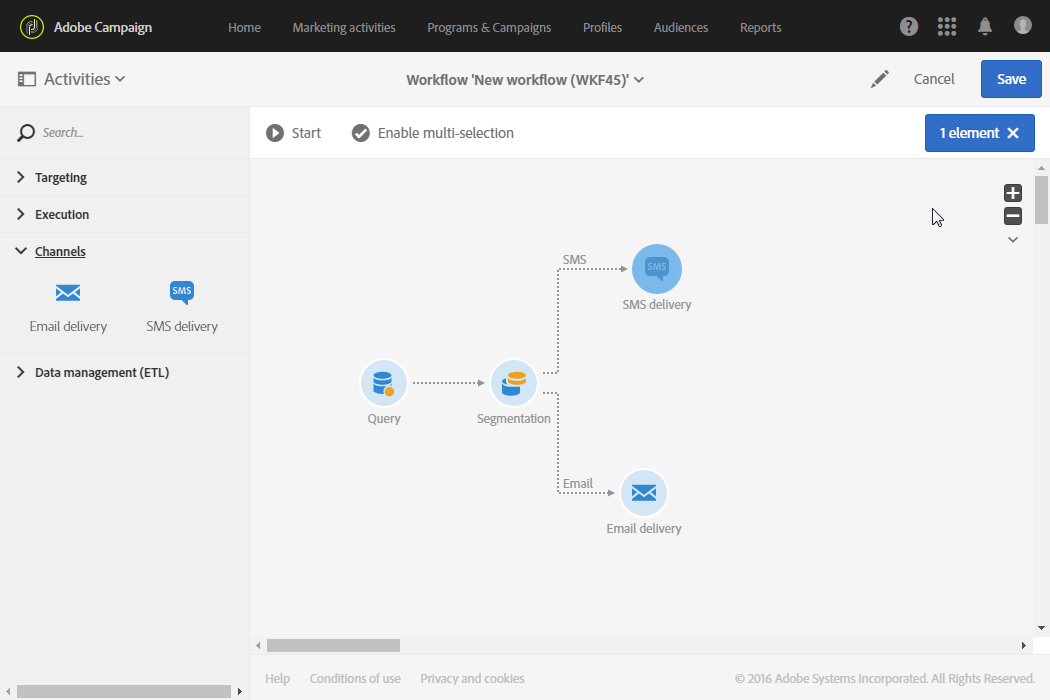 Adobe Campaign Home Marketing activities Programs & Campaigns Profiles Audiences Reports ?
Activities Workflow 'New workflow (WKF45)' Cancel Save
Search...
Start Enable multi-selection 1 element
Targeting
Execution
Channels
SMS
Email delivery SMS delivery
Data management (ETL)
SMS
SMS
SMS delivery
Query Segmentation
Email
Email delivery
Help Conditions of use Privacy and cookies © 2016 Adobe Systems Incorporated. All Rights Reserved.